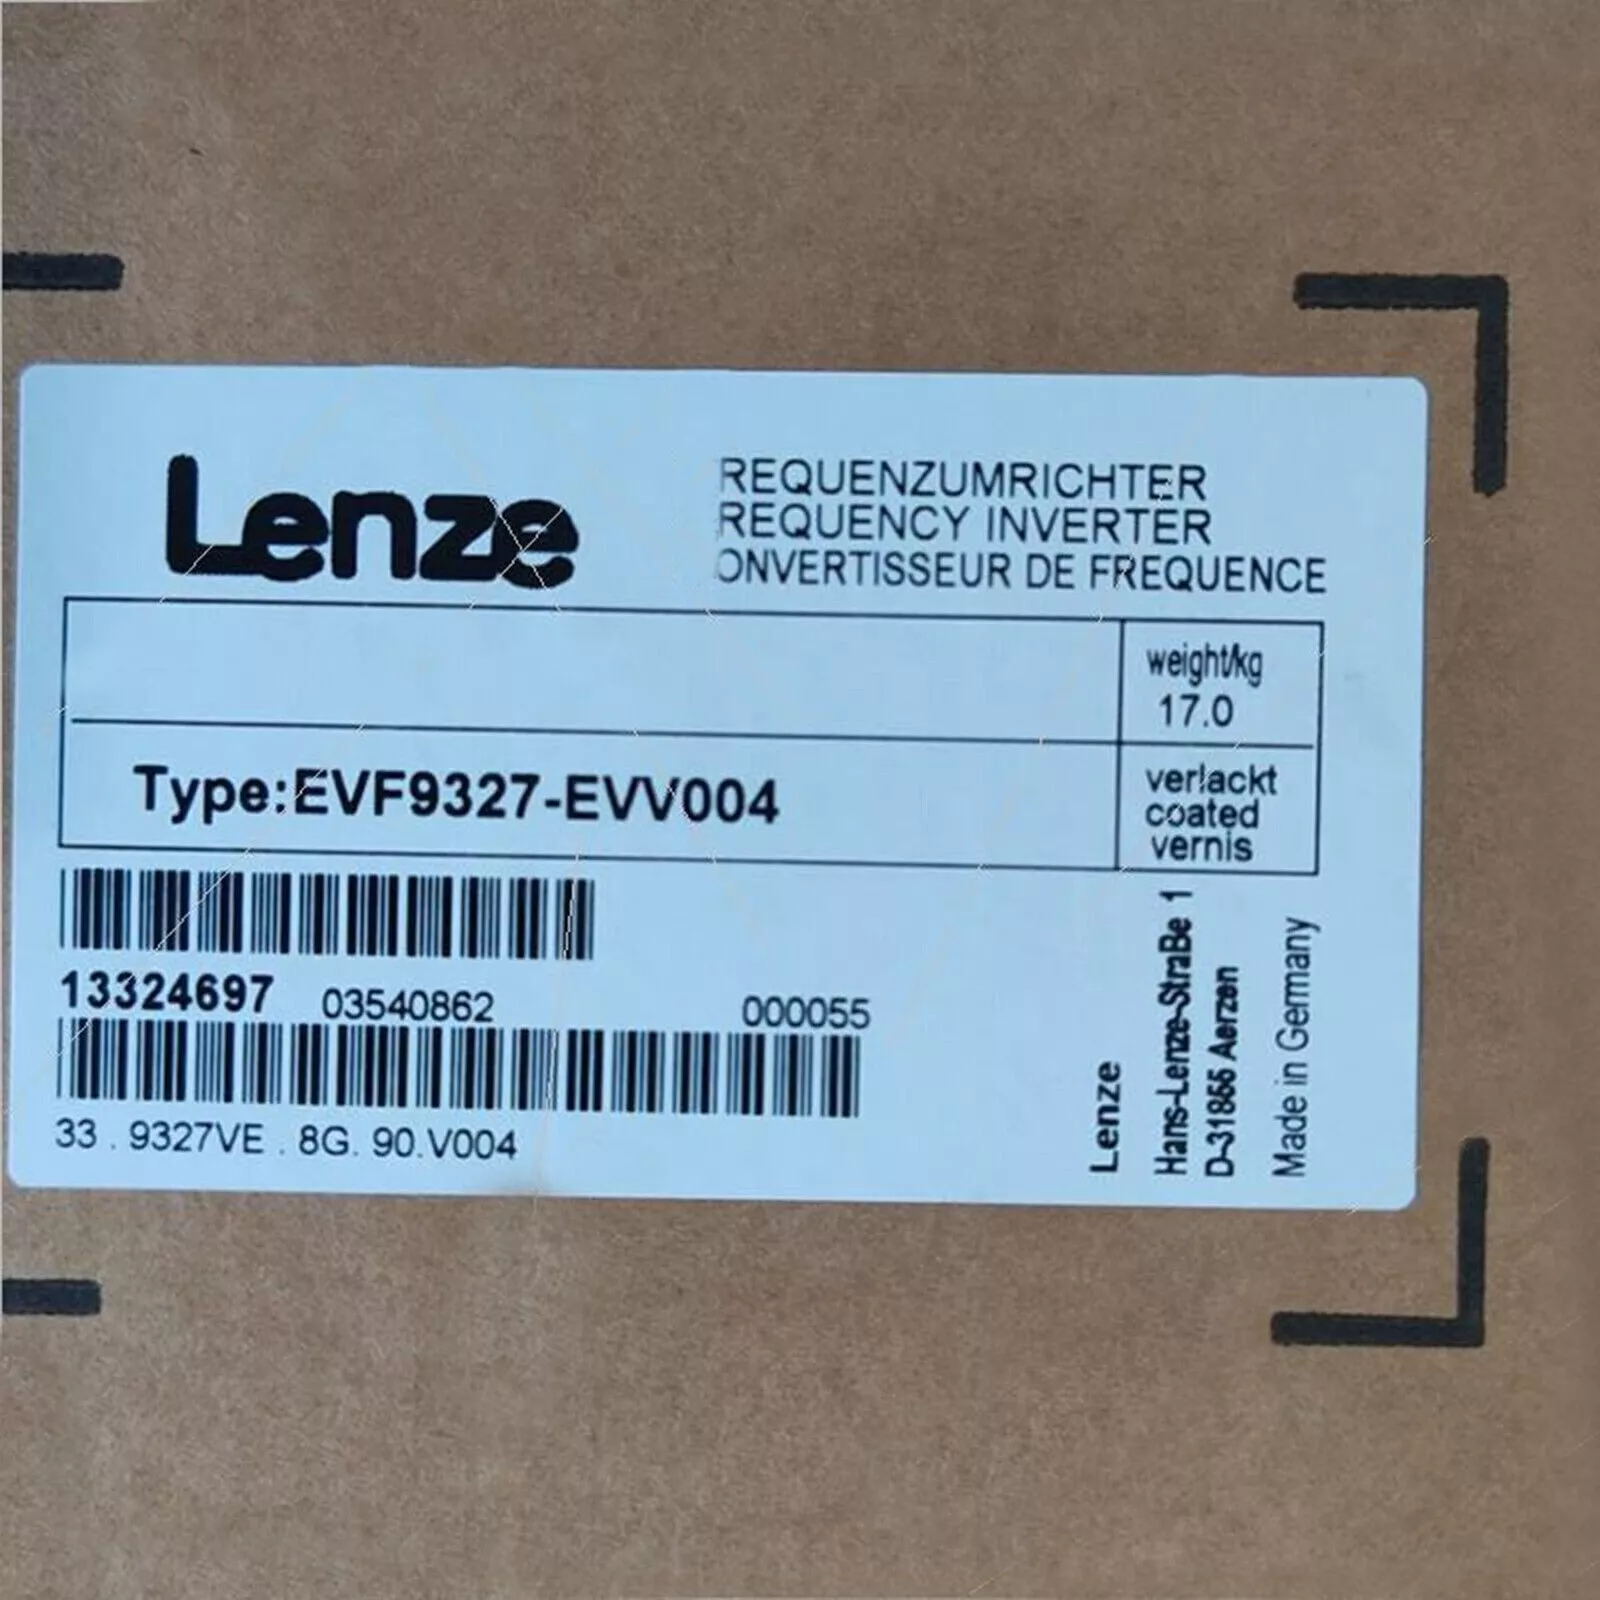 Lenze
REQUENZUMRICHTER
REQUENCY INVERTER
ONVERTISSEUR DE FREQUENCE
weight/kg
17.0
Type:EVF9327-EVV004
verlackt
coated
vernis
13324697 03540862 000055
33 . 9327VE . 8G. 90.V004
Lenze
Hans-Lenze-StraBe 1
D-31855 Aerzen
Made in Germany